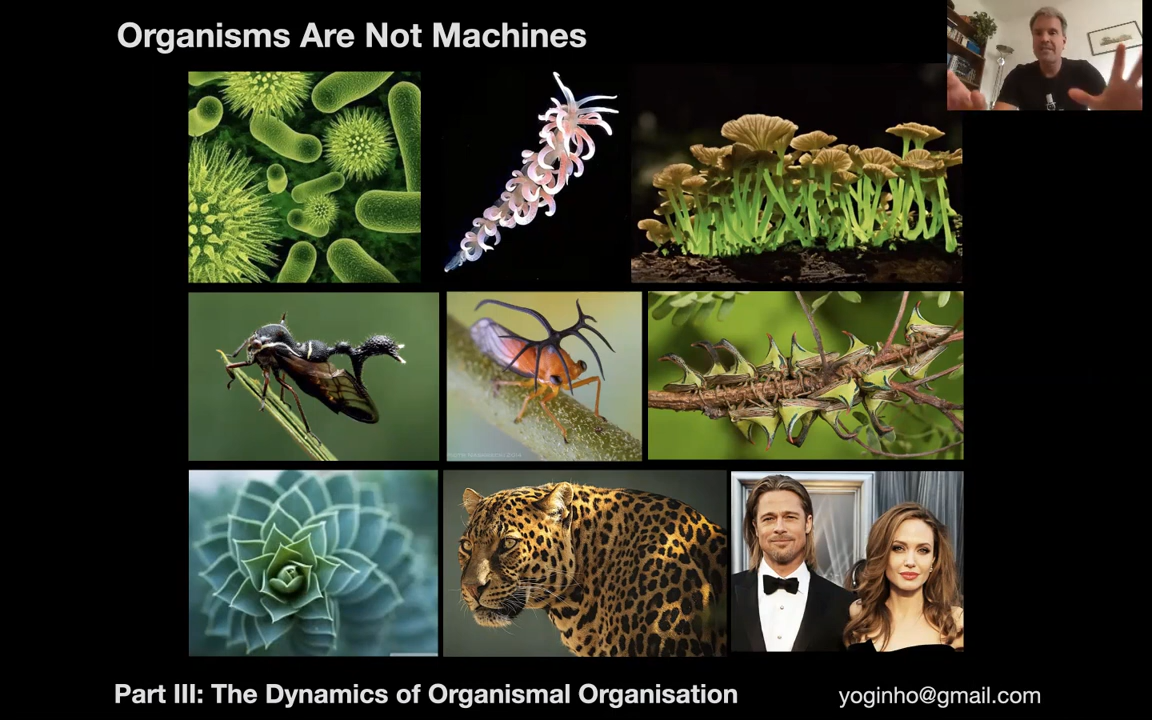 Organisms Are Not Machines
Part III: The Dynamics of Organismal Organisation
yoginho@gmail.com